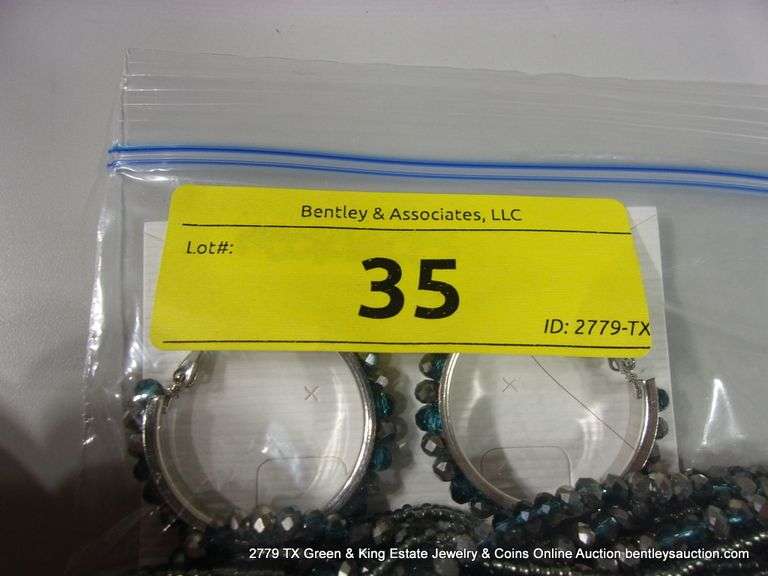 Bentley & Associates, LLC
Lot#:
35
ID: 2779-TX
2779 TX Green & King Estate Jewelry & Coins Online Auction bentleysauction.com